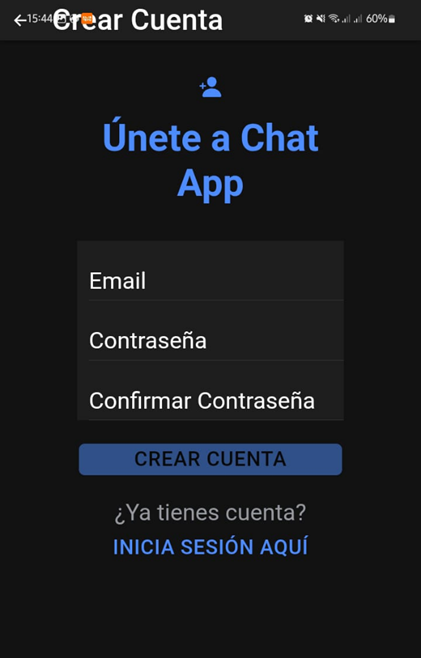 15:44
60%
Crear Cuenta
Únete a Chat
App
Email
Contraseña
Confirmar Contraseña
CREAR CUENTA
¿Ya tienes cuenta?
INICIA SESIÓN AQUÍ